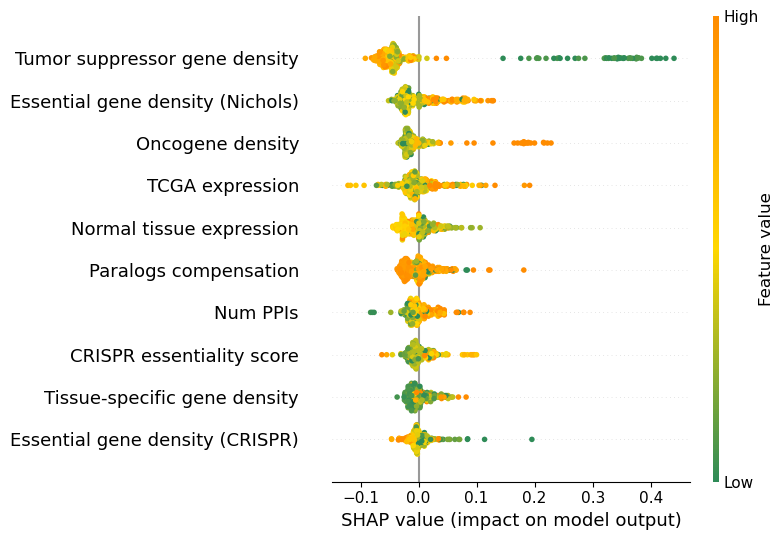 High
Tumor suppressor gene density
Essential gene density (Nichols)
Oncogene density
TCGA expression
Normal tissue expression
Paralogs compensation
Num PPIs
CRISPR essentiality score
Tissue-specific gene density
Essential gene density (CRISPR)
Feature value
Low
−0.1 0.0 0.1 0.2 0.3 0.4
SHAP value (impact on model output)